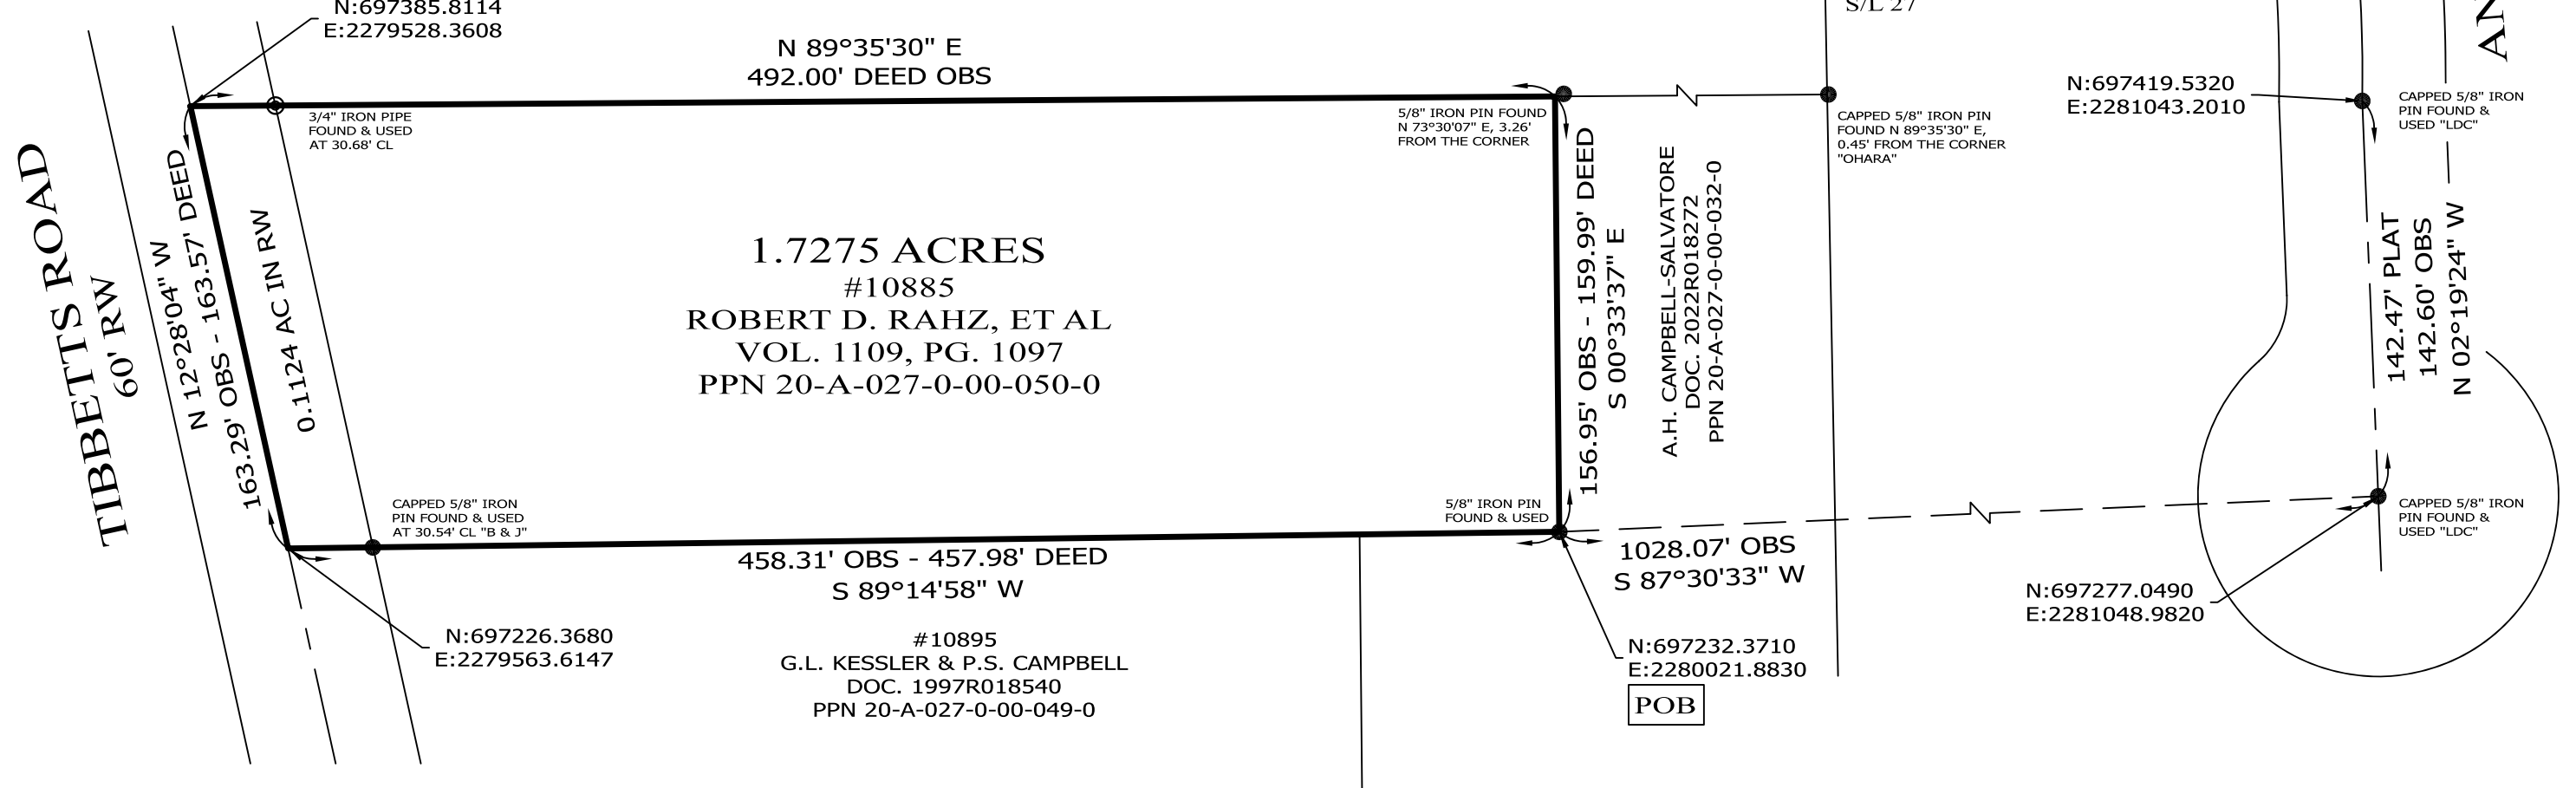 N:697385.8114
E:2279528.3608
N 89°35'30" E
492.00' DEED OBS
S/L 27
AN
3/4" IRON PIPE
FOUND & USED
AT 30.68' CL
5/8" IRON PIN FOUND
N 73°30'07" E, 3.26'
FROM THE CORNER
CAPPED 5/8" IRON PIN
FOUND N 89°35'30" E,
0.45' FROM THE CORNER
"OHARA"
N:697419.5320
E:2281043.2010
CAPPED 5/8" IRON
PIN FOUND &
USED "LDC"
TIBBETTS ROAD
60' RW
N 12°28'04" W
163.29' OBS - 163.57' DEED
0.1124 AC IN RW
1.7275 ACRES
#10885
ROBERT D. RAHZ, ET AL
VOL. 1109, PG. 1097
PPN 20-A-027-0-00-050-0
156.95' OBS - 159.99' DEED
S 00°33'37" E
A.H. CAMPBELL-SALVATORE
DOC. 2022R018272
PPN 20-A-027-0-00-032-0
142.47' PLAT
142.60' OBS
N 02°19'24" W
CAPPED 5/8" IRON
PIN FOUND & USED
AT 30.54' CL "B & J"
5/8" IRON PIN
FOUND & USED
CAPPED 5/8" IRON
PIN FOUND &
USED "LDC"
458.31' OBS - 457.98' DEED
S 89°14'58" W
1028.07' OBS
S 87°30'33" W
N:697277.0490
E:2281048.9820
N:697226.3680
E:2279563.6147
#10895
G.L. KESSLER & P.S. CAMPBELL
DOC. 1997R018540
PPN 20-A-027-0-00-049-0
N:697232.3710
E:2280021.8830
POB